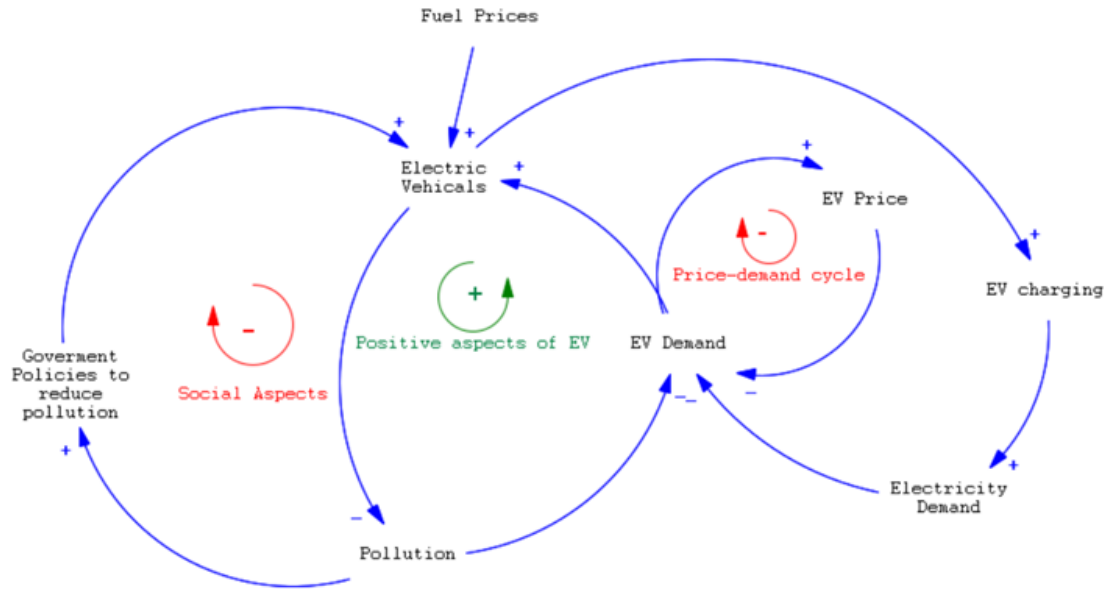 Fuel Prices
+
+
Electric
Vehicals
+
+
EV Price
-
Price-demand cycle
+
EV charging
+
Positive aspects of EV
EV Demand
-
Social Aspects
Goverment
Policies to
reduce
pollution
+
–
–
–
+
Electricity
Demand
–
Pollution